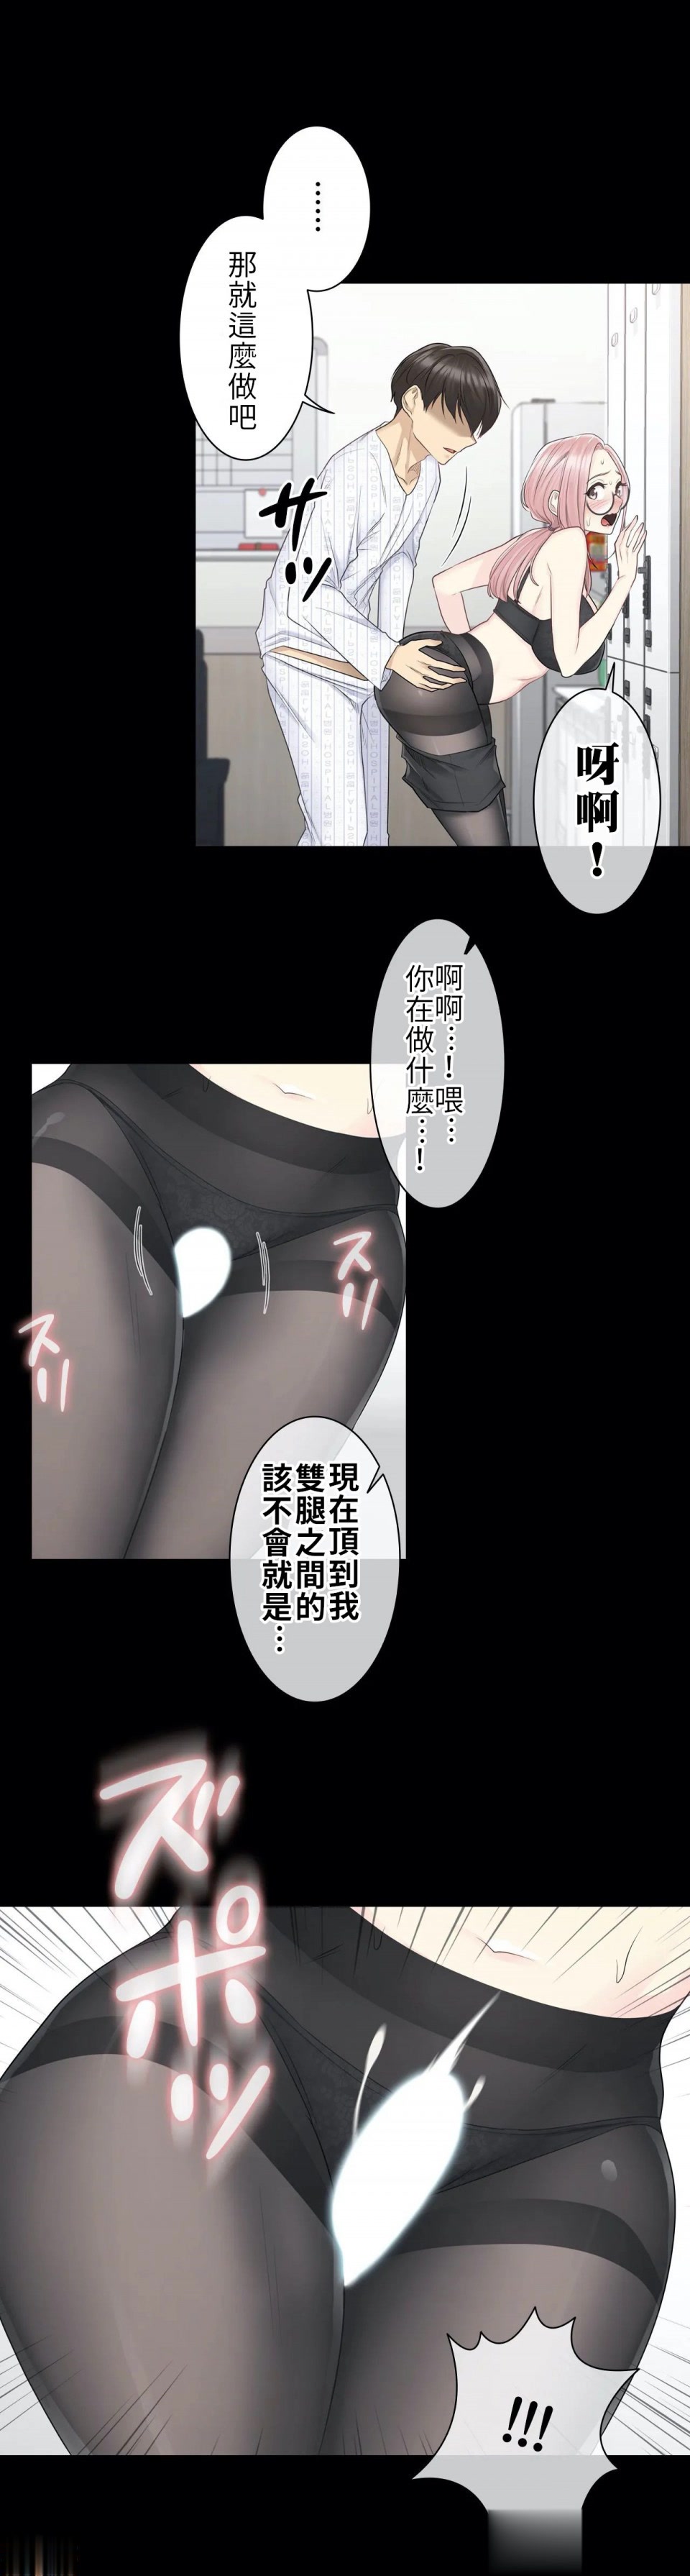 ……
那就這麼做吧
サッ
HOSPITAL
呀啊！
啊啊…！喂…
你在做什麼…！
スリ
スリ
現在頂到我
雙腿之間的
該不會就是…
ズポッ
!!!